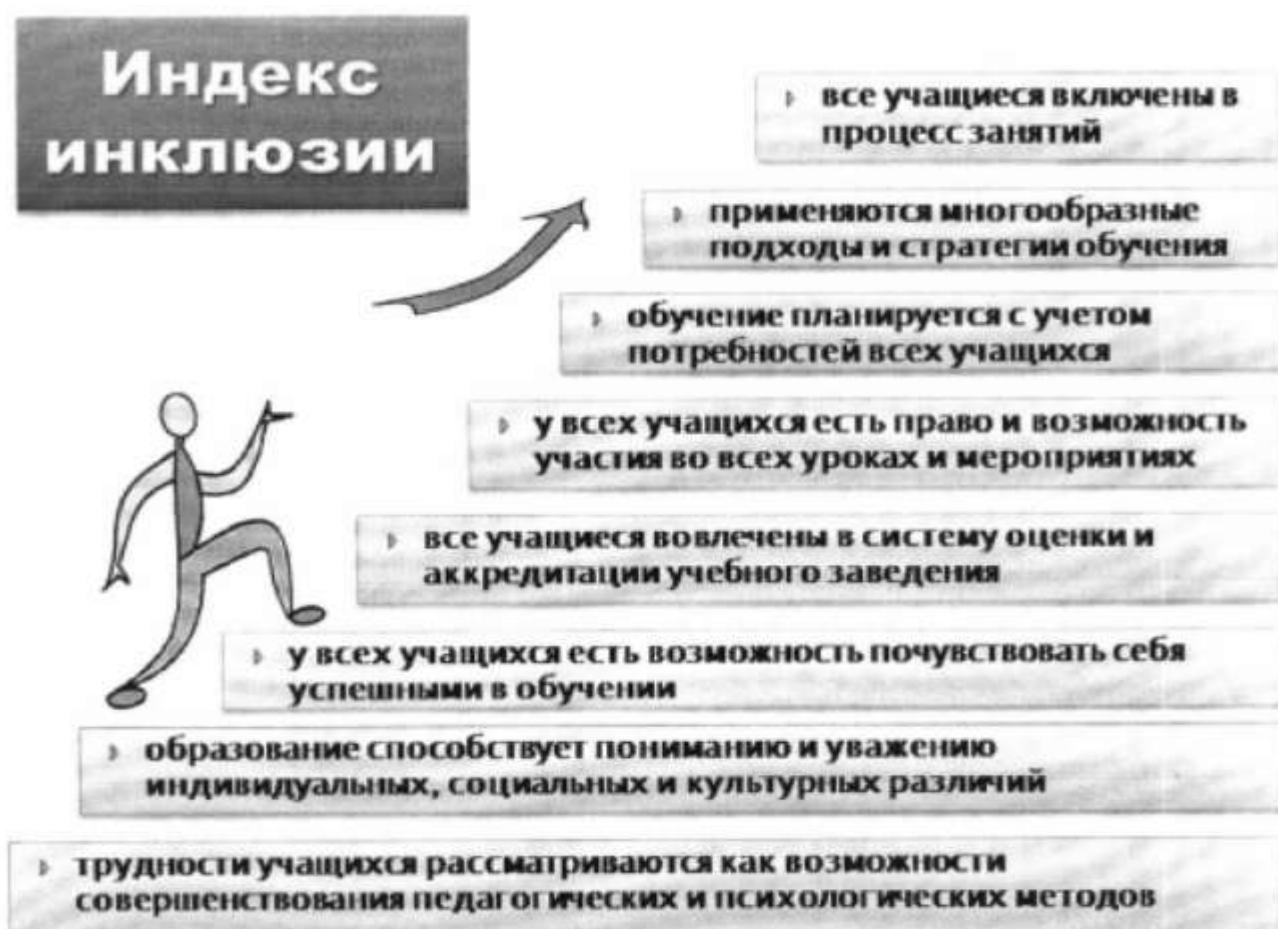 Индекс
инклюзии
все учащиеся включены в
процесс занятий
применяются многообразные
подходы и стратегии обучения
обучение планируется с учетом
потребностей всех учащихся
у всех учащихся есть право и возможность
участия во всех уроках и мероприятиях
все учащиеся вовлечены в систему оценки и
аккредитации учебного заведения
у всех учащихся есть возможность почувствовать себя
успешными в обучении
образование способствует пониманию и уважению
индивидуальных, социальных и культурных различий
трудности учащихся рассматриваются как возможности
совершенствования педагогических и психологических методов